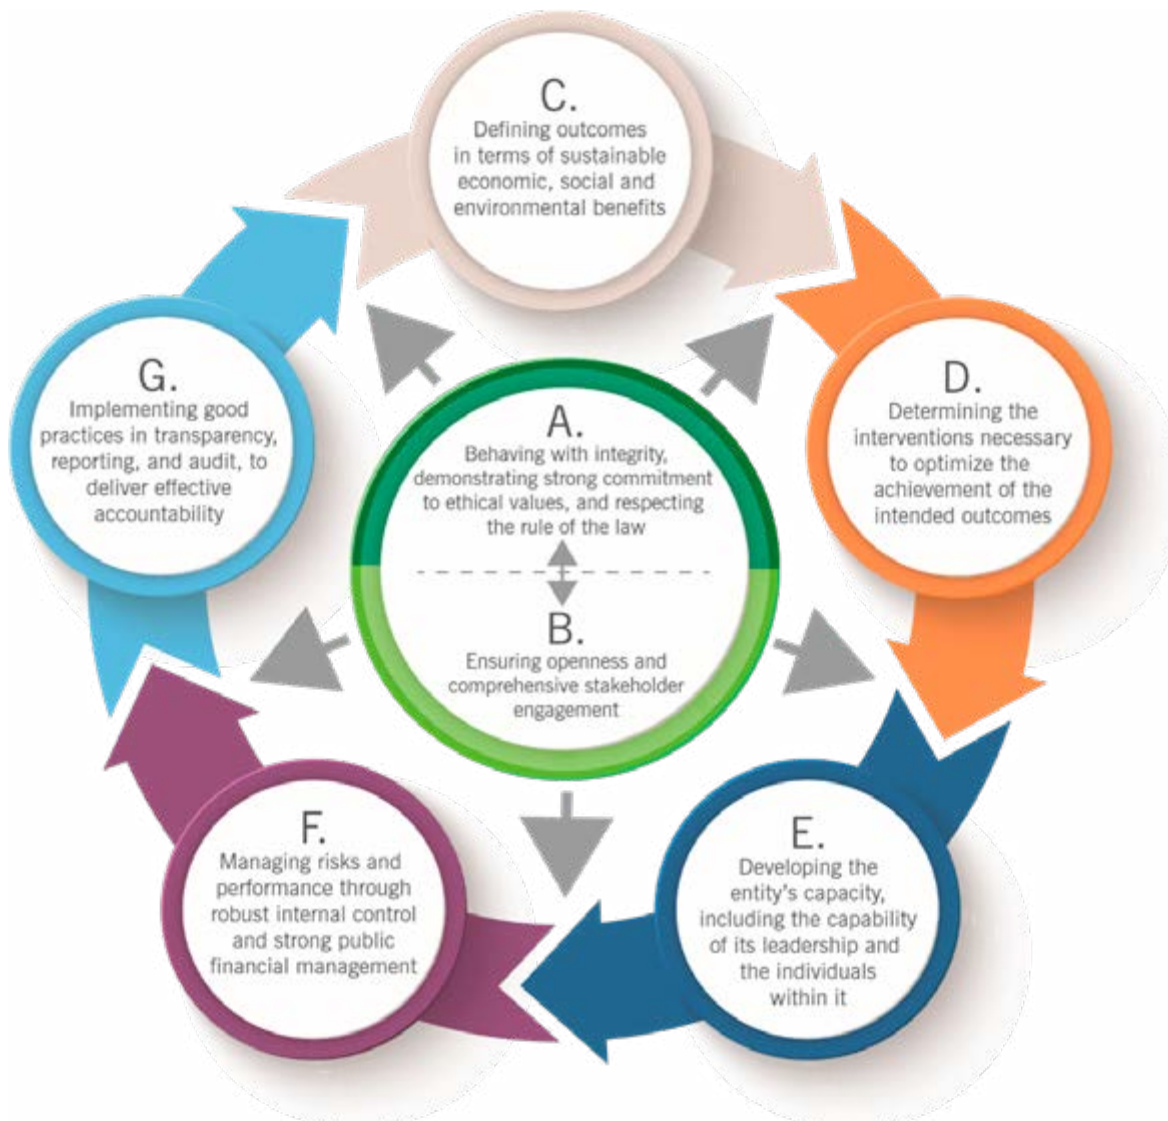 C.
Defining outcomes
in terms of sustainable
economic, social and
environmental benefits
G.
Implementing good
practices in transparency,
reporting, and audit, to
deliver effective
accountability
A.
Behaving with integrity,
demonstrating strong commitment
to ethical values, and respecting
the rule of the law
B.
Ensuring openness and
comprehensive stakeholder
engagement
D.
Determining the
interventions necessary
to optimize the
achievement of the
intended outcomes
F.
Managing risks and
performance through
robust internal control
and strong public
financial management
E.
Developing the
entity's capacity,
including the capability
of its leadership and
the individuals
within it